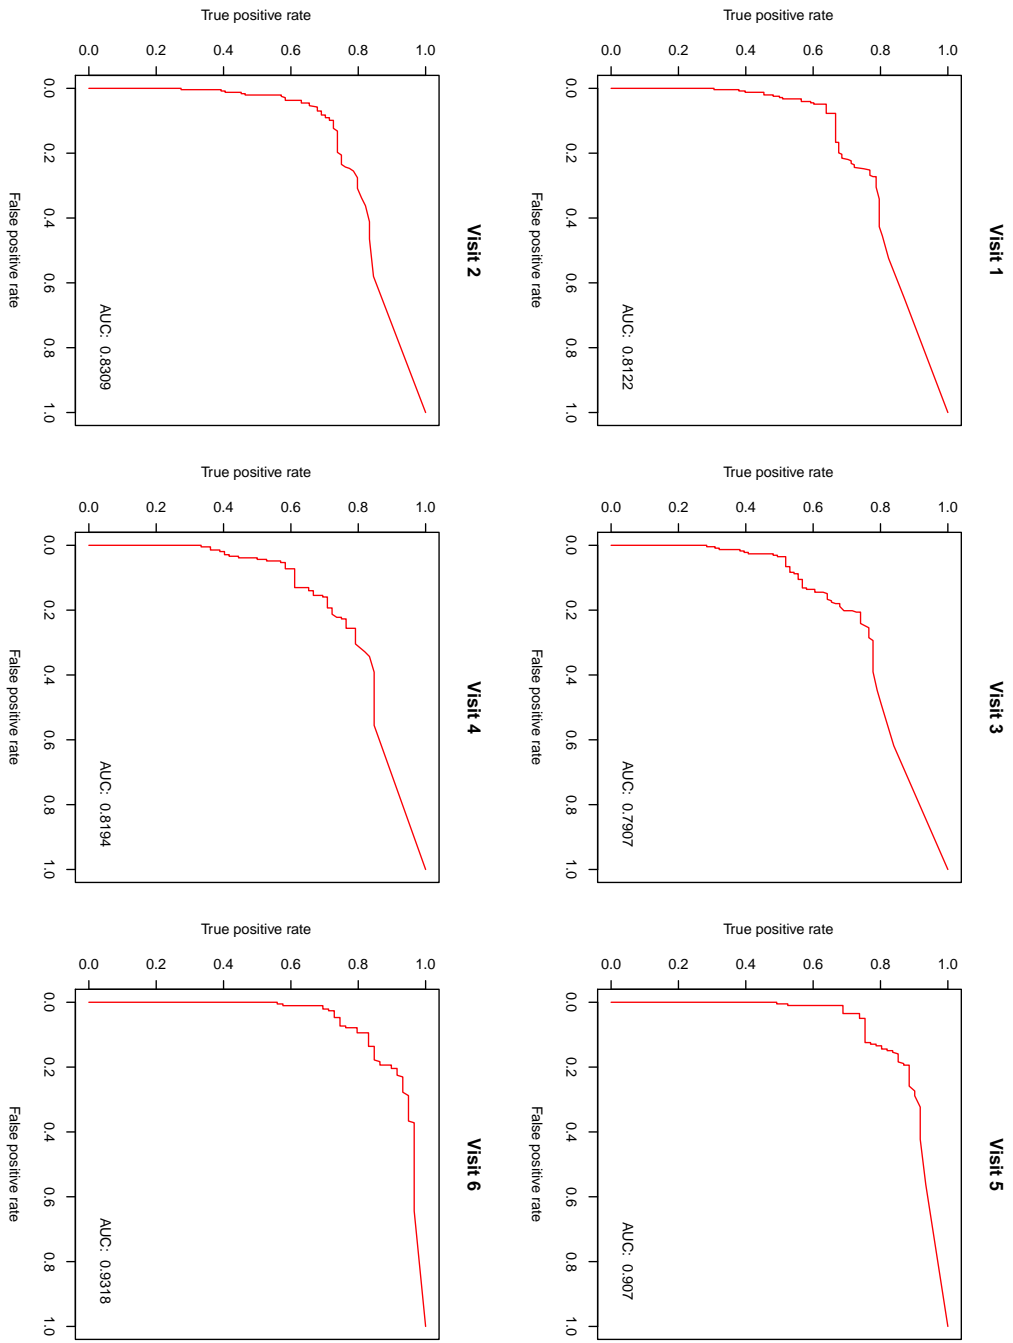 Visit 1
True positive rate
1.0
0.8
0.6
0.4
0.2
0.0
AUC: 0.8122
0.0 0.2 0.4 0.6 0.8 1.0
False positive rate
Visit 3
True positive rate
1.0
0.8
0.6
0.4
0.2
0.0
AUC: 0.7907
0.0 0.2 0.4 0.6 0.8 1.0
False positive rate
Visit 5
True positive rate
1.0
0.8
0.6
0.4
0.2
0.0
AUC: 0.907
0.0 0.2 0.4 0.6 0.8 1.0
False positive rate
Visit 2
True positive rate
1.0
0.8
0.6
0.4
0.2
0.0
AUC: 0.8309
0.0 0.2 0.4 0.6 0.8 1.0
False positive rate
Visit 4
True positive rate
1.0
0.8
0.6
0.4
0.2
0.0
AUC: 0.8194
0.0 0.2 0.4 0.6 0.8 1.0
False positive rate
Visit 6
True positive rate
1.0
0.8
0.6
0.4
0.2
0.0
AUC: 0.9318
0.0 0.2 0.4 0.6 0.8 1.0
False positive rate